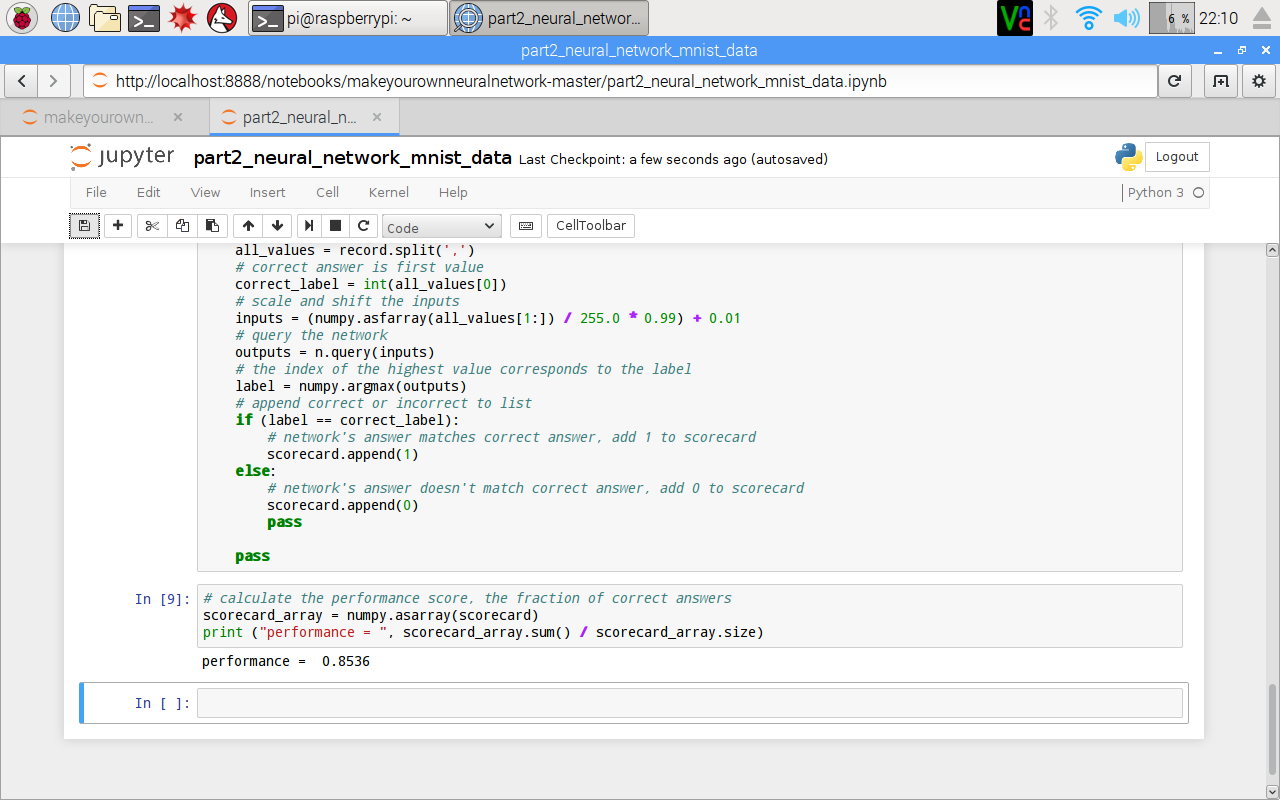 pi@raspberrypi: ~
part2_neural_networ...
6 %
22:10
part2_neural_network_mnist_data
http://localhost:8888/notebooks/makeyourownneuralnetwork-master/part2_neural_network_mnist_data.ipynb
makeyourown...
part2_neural_n...
jupyter part2_neural_network_mnist_data Last Checkpoint: a few seconds ago (autosaved)
Logout
File Edit View Insert Cell Kernel Help
Python 3
Code
CellToolbar
all_values = record.split(',')
# correct answer is first value
correct_label = int(all_values[0])
# scale and shift the inputs
inputs = (numpy.asfarray(all_values[1:]) / 255.0 * 0.99) + 0.01
# query the network
outputs = n.query(inputs)
# the index of the highest value corresponds to the label
label = numpy.argmax(outputs)
# append correct or incorrect to list
if (label == correct_label):
# network's answer matches correct answer, add 1 to scorecard
scorecard.append(1)
else:
# network's answer doesn't match correct answer, add 0 to scorecard
scorecard.append(0)
pass
pass
In [9]:
# calculate the performance score, the fraction of correct answers
scorecard_array = numpy.asarray(scorecard)
print ("performance = ", scorecard_array.sum() / scorecard_array.size)
performance =  0.8536
In [ ]: